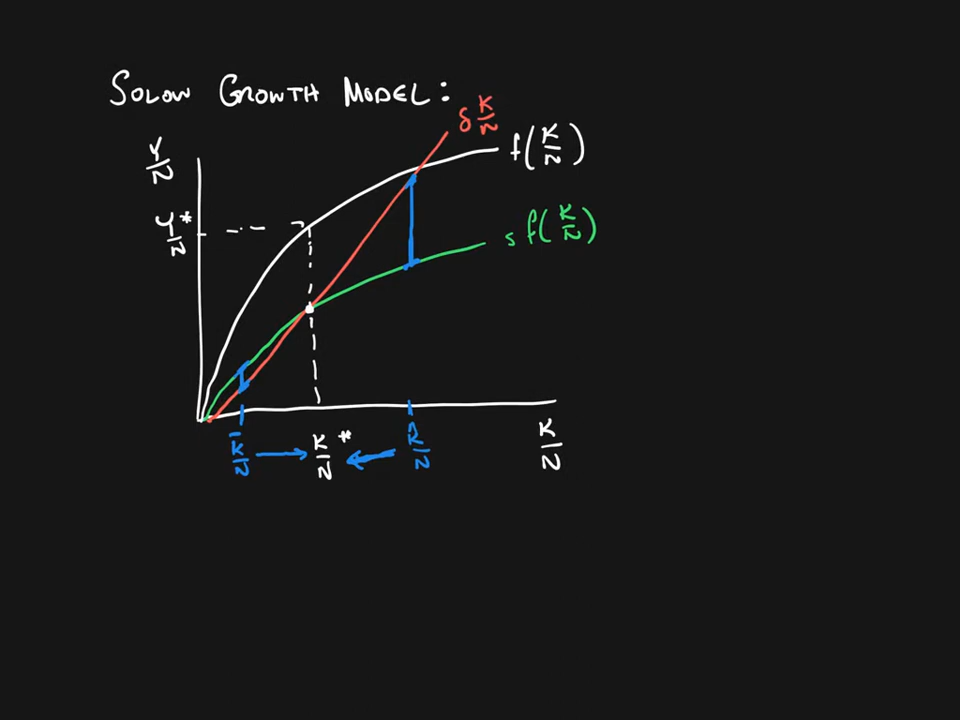 SOLOW GROWTH MODEL:
δ K/N
Y/N
f(K/N)
Y*/N
s f(K/N)
K̄/N → K/N* ← K̂/N
K/N